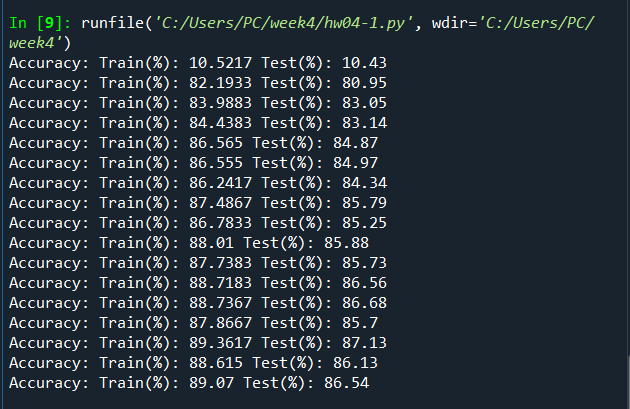 In [9]: runfile('C:/Users/PC/week4/hw04-1.py', wdir='C:/Users/PC/
week4')
Accuracy: Train(%): 10.5217 Test(%): 10.43
Accuracy: Train(%): 82.1933 Test(%): 80.95
Accuracy: Train(%): 83.9883 Test(%): 83.05
Accuracy: Train(%): 84.4383 Test(%): 83.14
Accuracy: Train(%): 86.565 Test(%): 84.87
Accuracy: Train(%): 86.555 Test(%): 84.97
Accuracy: Train(%): 86.2417 Test(%): 84.34
Accuracy: Train(%): 87.4867 Test(%): 85.79
Accuracy: Train(%): 86.7833 Test(%): 85.25
Accuracy: Train(%): 88.01 Test(%): 85.88
Accuracy: Train(%): 87.7383 Test(%): 85.73
Accuracy: Train(%): 88.7183 Test(%): 86.56
Accuracy: Train(%): 88.7367 Test(%): 86.68
Accuracy: Train(%): 87.8667 Test(%): 85.7
Accuracy: Train(%): 89.3617 Test(%): 87.13
Accuracy: Train(%): 88.615 Test(%): 86.13
Accuracy: Train(%): 89.07 Test(%): 86.54